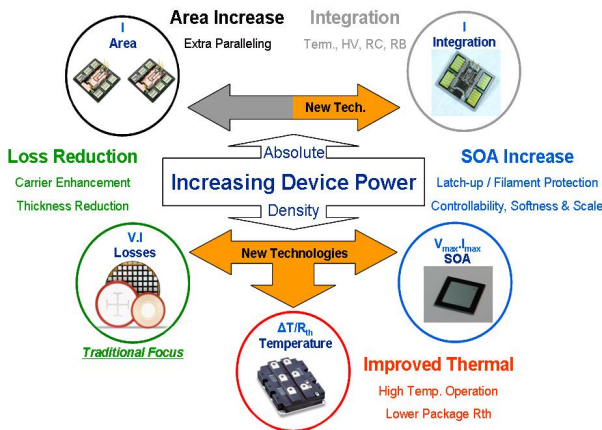 Area Increase
Extra Paralleling
Integration
Term., HV, RC, RB
I
Area
I
Integration
New Tech.
Absolute
Increasing Device Power
Density
Loss Reduction
Carrier Enhancement
Thickness Reduction
SOA Increase
Latch-up / Filament Protection
Controllability, Softness & Scale
New Technologies
V.I
Losses
Traditional Focus
Vmax.Imax
SOA
ΔT/Rth
Temperature
Improved Thermal
High Temp. Operation
Lower Package Rth